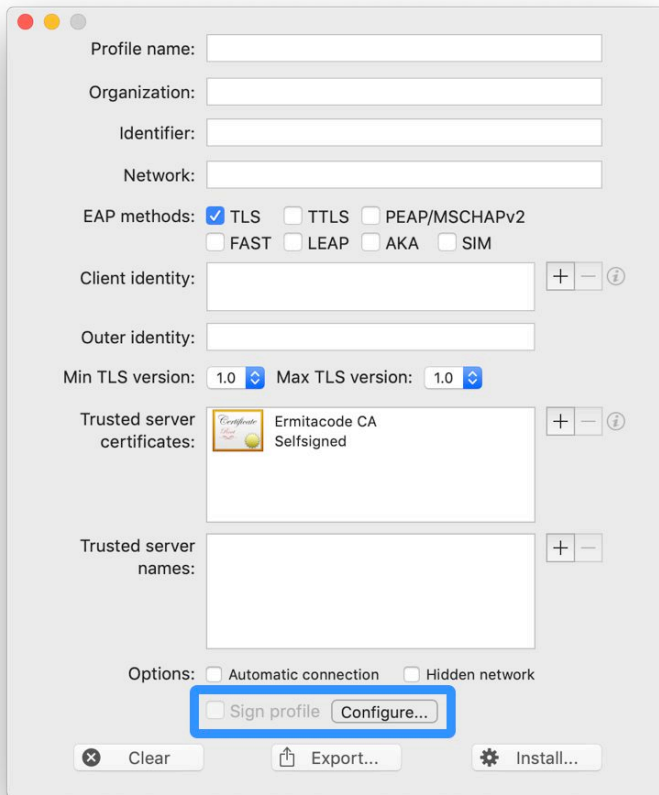 Profile name:
Organization:
Identifier:
Network:
EAP methods: TLS TTLS PEAP/MSCHAPv2
FAST LEAP AKA SIM
Client identity:
Outer identity:
Min TLS version: 1.0 Max TLS version: 1.0
Trusted server certificates:
Certificate
Root
Ermitacode CA
Selfsigned
Trusted server names:
Options: Automatic connection Hidden network
Sign profile Configure...
Clear Export... Install...